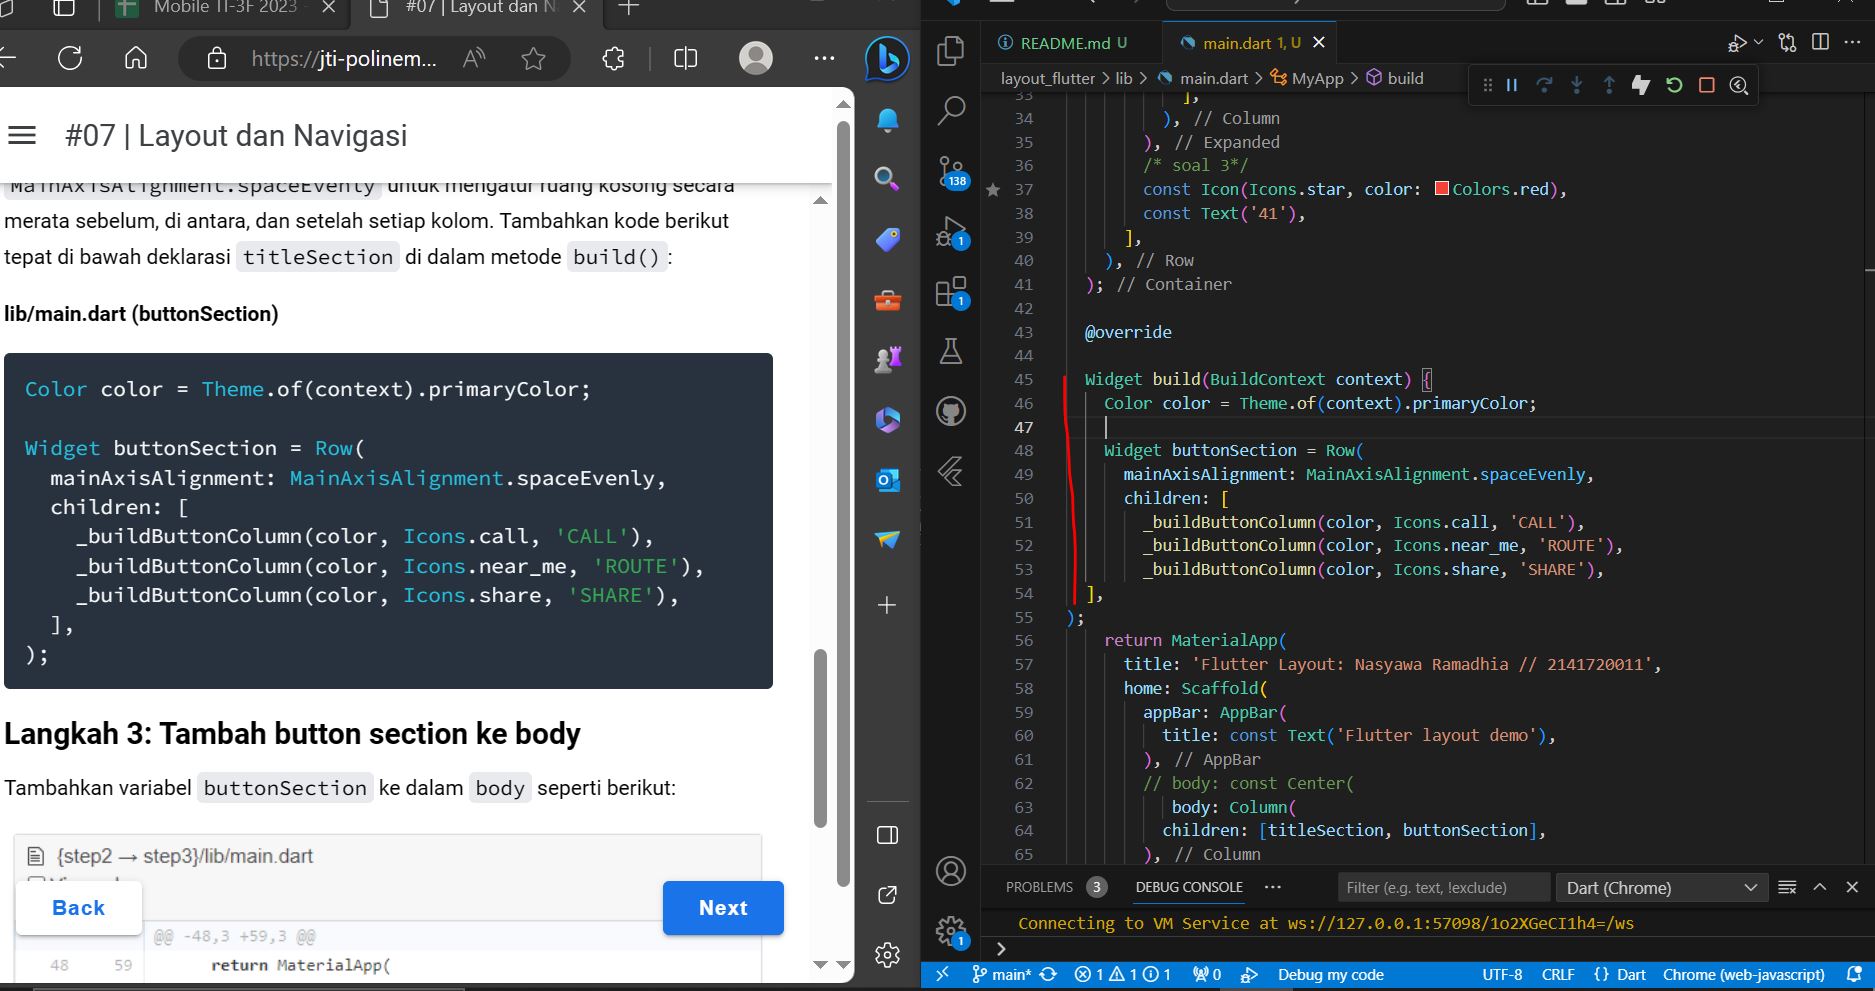 Mobile TI-3F 2023
#07 | Layout dan N
https://jti-polinem...
#07 | Layout dan Navigasi
MainAxisAlignment.spaceEvenly untuk mengatur ruang kosong secara
merata sebelum, di antara, dan setelah setiap kolom. Tambahkan kode berikut
tepat di bawah deklarasi titleSection di dalam metode build():
lib/main.dart (buttonSection)
Color color = Theme.of(context).primaryColor;
Widget buttonSection = Row(
mainAxisAlignment: MainAxisAlignment.spaceEvenly,
children: [
_buildButtonColumn(color, Icons.call, 'CALL'),
_buildButtonColumn(color, Icons.near_me, 'ROUTE'),
_buildButtonColumn(color, Icons.share, 'SHARE'),
],
);
Langkah 3: Tambah button section ke body
Tambahkan variabel buttonSection ke dalam body seperti berikut:
{step2 → step3}/lib/main.dart
Back
Next
@@ -48,3 +59,3 @@
48 59 return MaterialApp(
README.md U
main.dart 1, U
layout_flutter > lib > main.dart > MyApp > build
33 ],
34 ), // Column
35 ), // Expanded
36 /* soal 3*/
37 const Icon(Icons.star, color: Colors.red),
38 const Text('41'),
39 ],
40 ), // Row
41 ); // Container
42
43 @override
44
45 Widget build(BuildContext context) {
46 Color color = Theme.of(context).primaryColor;
47
48 Widget buttonSection = Row(
49 mainAxisAlignment: MainAxisAlignment.spaceEvenly,
50 children: [
51 _buildButtonColumn(color, Icons.call, 'CALL'),
52 _buildButtonColumn(color, Icons.near_me, 'ROUTE'),
53 _buildButtonColumn(color, Icons.share, 'SHARE'),
54 ],
55 );
56 return MaterialApp(
57 title: 'Flutter Layout: Nasyawa Ramadhia // 2141720011',
58 home: Scaffold(
59 appBar: AppBar(
60 title: const Text('Flutter layout demo'),
61 ), // AppBar
62 // body: const Center(
63 body: Column(
64 children: [titleSection, buttonSection],
65 ), // Column
138
1
1
1
PROBLEMS 3 DEBUG CONSOLE ... Filter (e.g. text, !exclude) Dart (Chrome)
Connecting to VM Service at ws://127.0.0.1:57098/1o2XGeCI1h4=/ws
>
main* 1 1 1 0 Debug my code UTF-8 CRLF {} Dart Chrome (web-javascript)